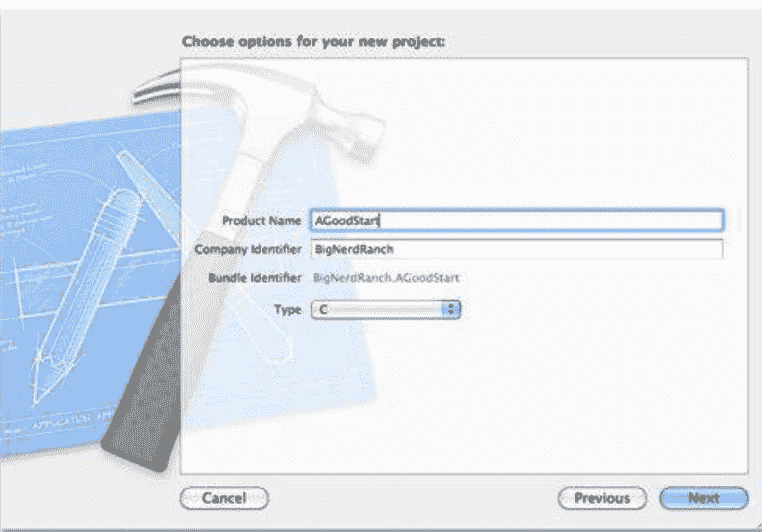 Choose options for your new project:
Product Name AGoodStart
Company Identifier BigNerdRanch
Bundle Identifier BigNerdRanch.AGoodStart
Type C
Cancel Previous Next